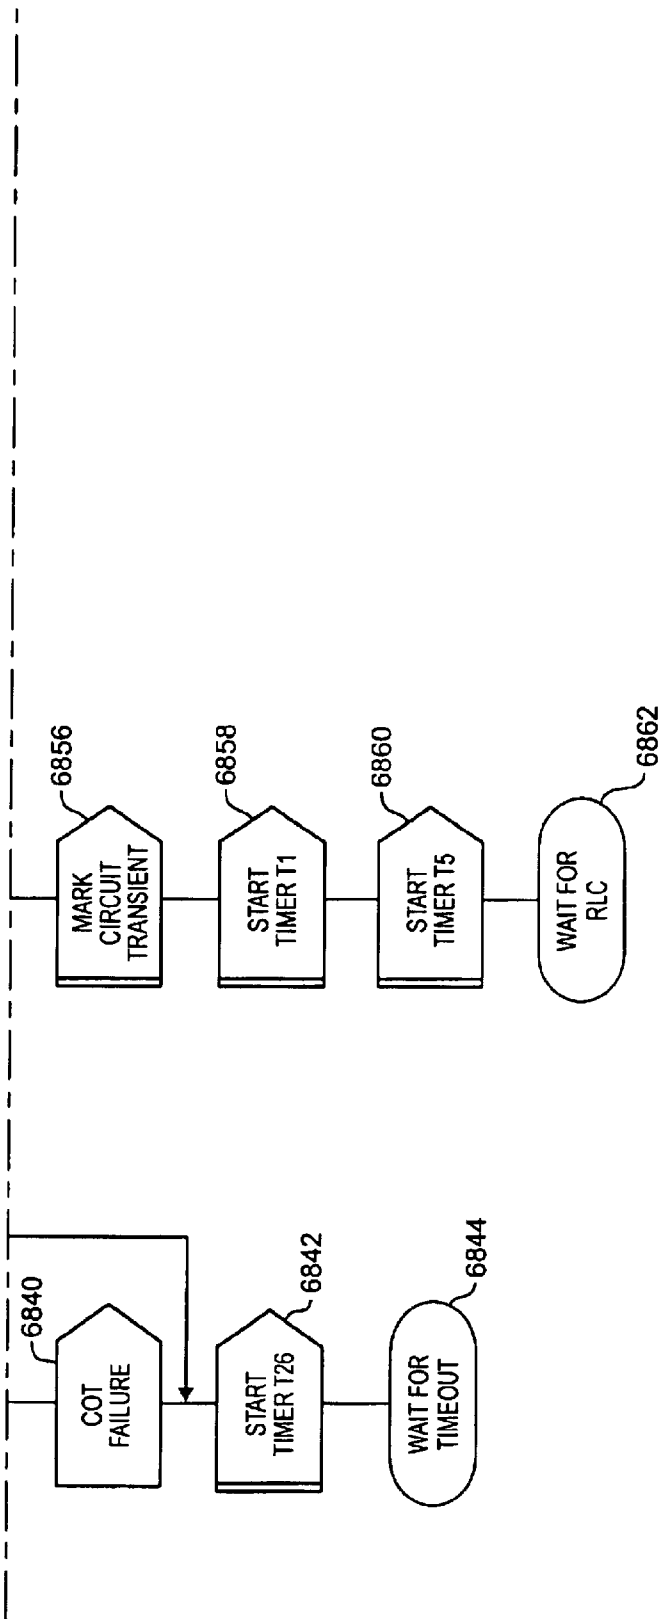 6840
COT
FAILURE
6842
START
TIMER T26
6844
WAIT FOR
TIMEOUT
6856
MARK
CIRCUIT
TRANSIENT
6858
START
TIMER T1
6860
START
TIMER T5
6862
WAIT FOR
RLC